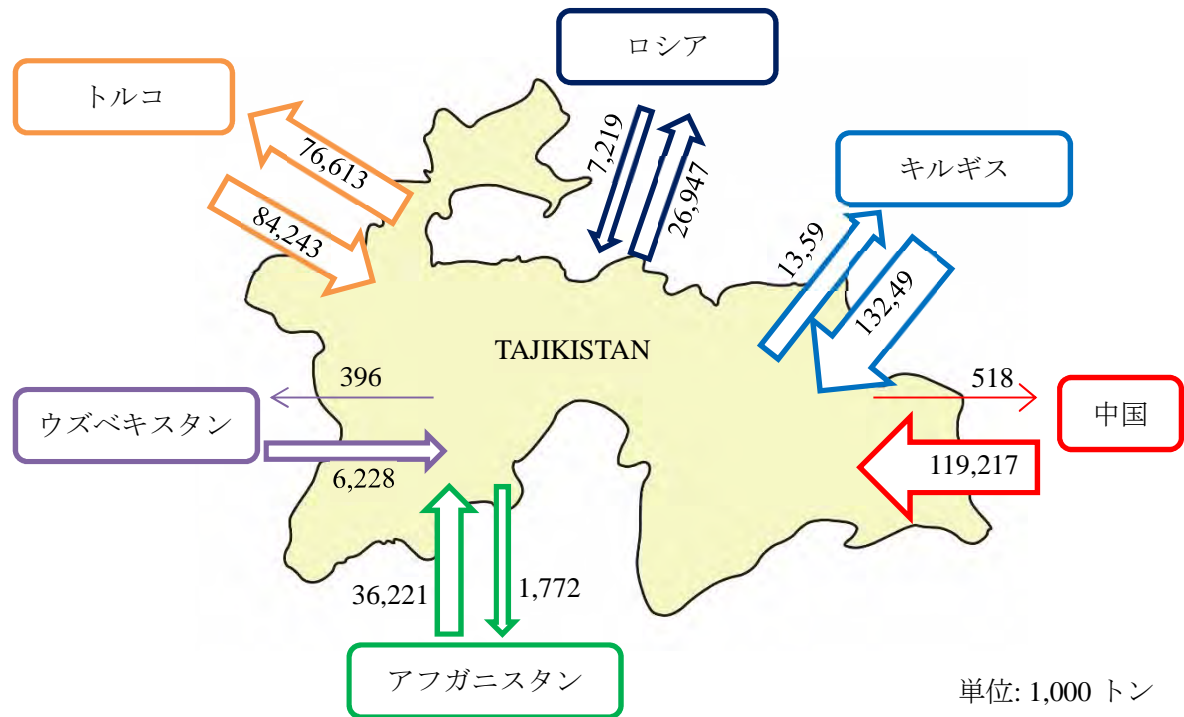 ロシア
トルコ
7,219
26,947
76,613
84,243
キルギス
13,59
132,49
TAJIKISTAN
396
518
ウズベキスタン
中国
6,228
119,217
36,221
1,772
アフガニスタン
単位: 1,000 トン